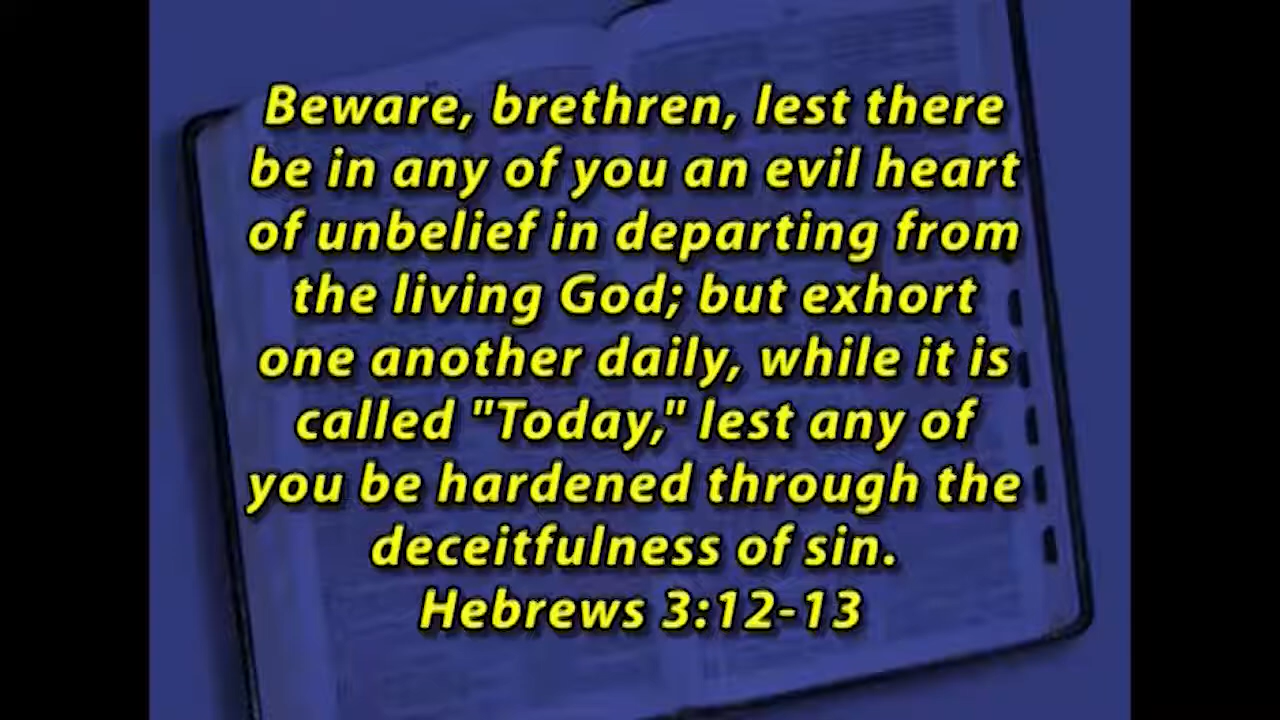 Beware, brethren, lest there
be in any of you an evil heart
of unbelief in departing from
the living God; but exhort
one another daily, while it is
called "Today," lest any of
you be hardened through the
deceitfulness of sin.
Hebrews 3:12-13